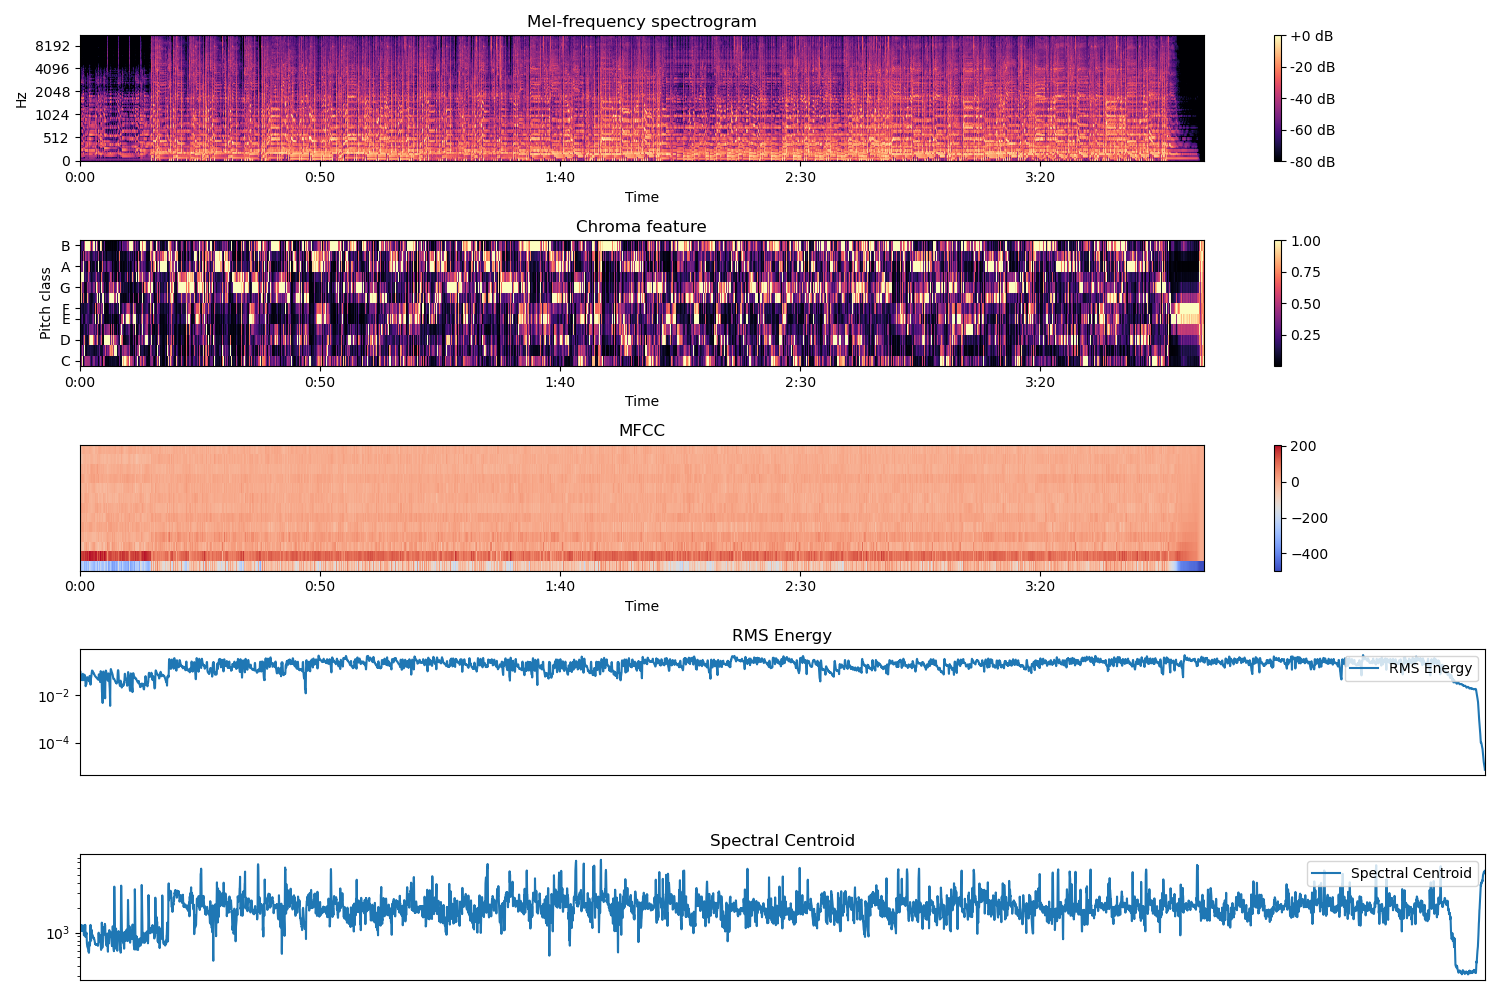 Mel-frequency spectrogram
Hz
8192
4096
2048
1024
512
0
0:00 0:50 1:40 2:30 3:20
Time
+0 dB
-20 dB
-40 dB
-60 dB
-80 dB
Chroma feature
Pitch class
B
A
G
F
E
D
C
0:00 0:50 1:40 2:30 3:20
Time
1.00
0.75
0.50
0.25
MFCC
0:00 0:50 1:40 2:30 3:20
Time
200
0
−200
−400
RMS Energy
10⁻²
10⁻⁴
RMS Energy
Spectral Centroid
10³
Spectral Centroid